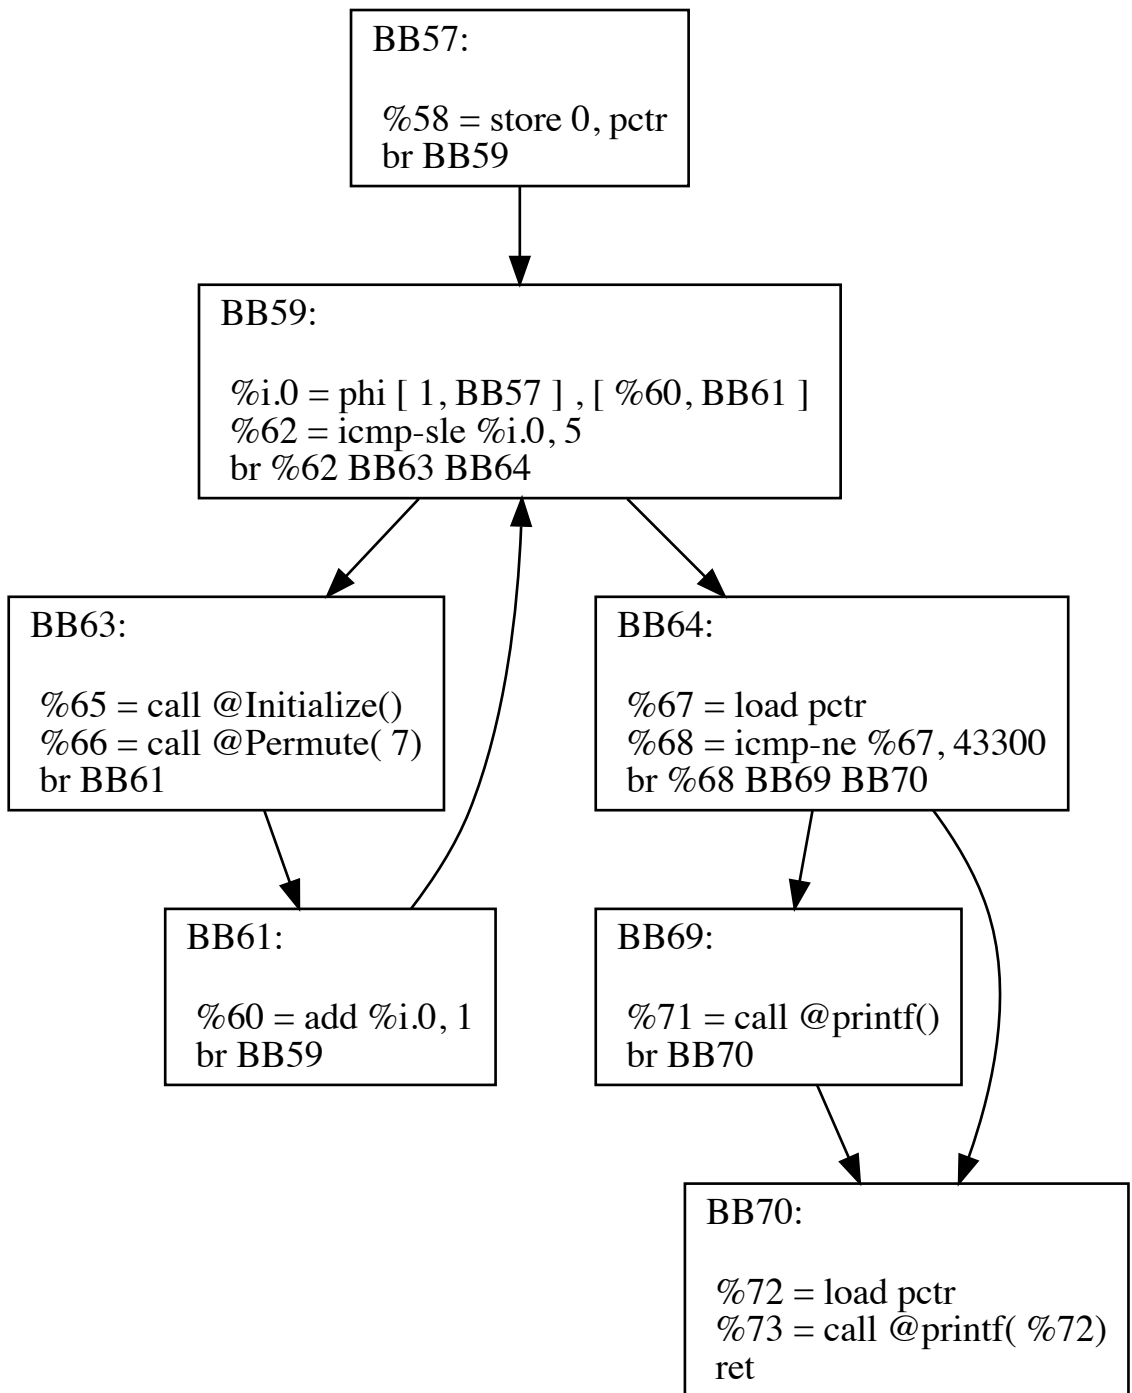 BB57:
%58 = store 0, pctr
br BB59
BB59:
%i.0 = phi [ 1, BB57 ] , [ %60, BB61 ]
%62 = icmp-sle %i.0, 5
br %62 BB63 BB64
BB63:
%65 = call @Initialize()
%66 = call @Permute( 7)
br BB61
BB64:
%67 = load pctr
%68 = icmp-ne %67, 43300
br %68 BB69 BB70
BB61:
%60 = add %i.0, 1
br BB59
BB69:
%71 = call @printf()
br BB70
BB70:
%72 = load pctr
%73 = call @printf( %72)
ret